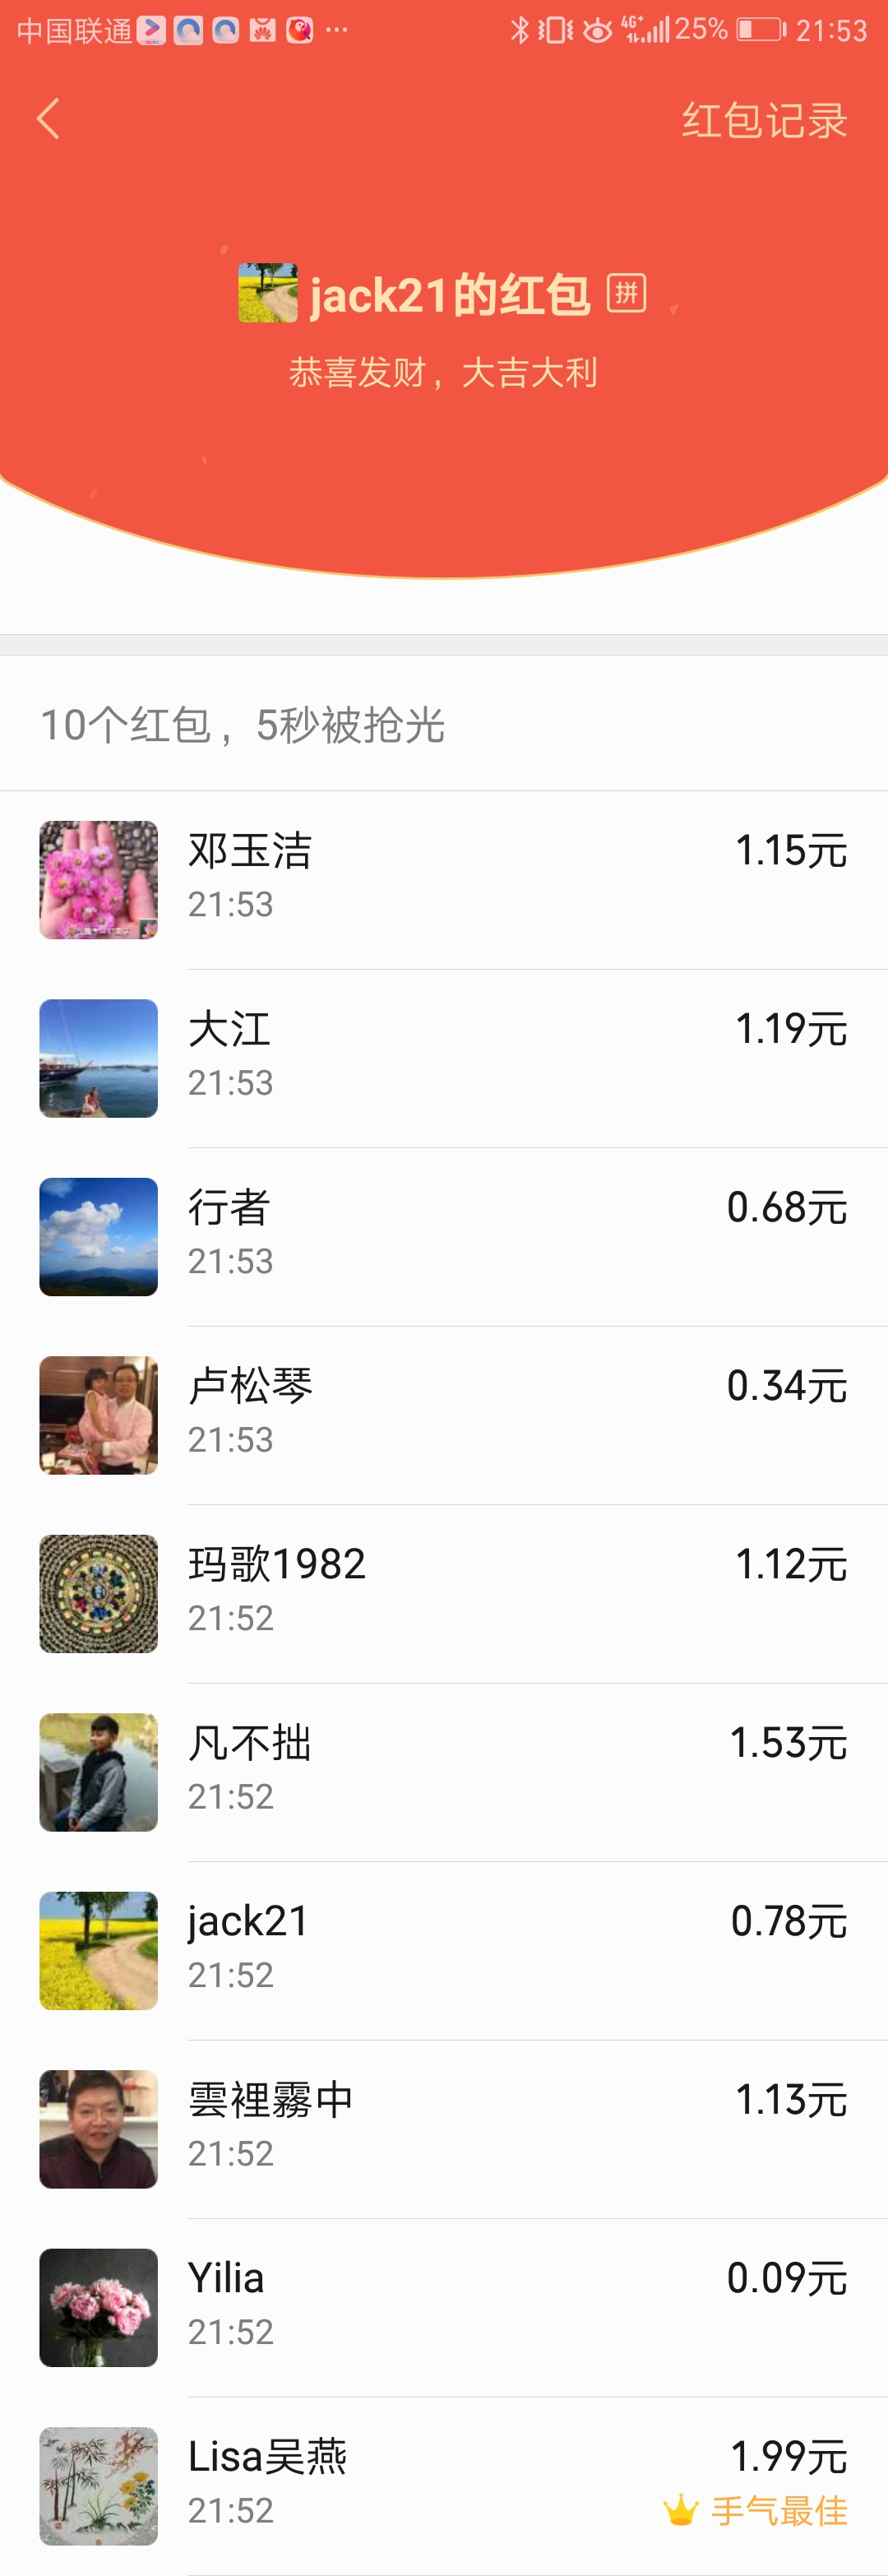 中国联通 4G+ 25% 21:53
红包记录
jack21的红包 拼
恭喜发财，大吉大利
10个红包，5秒被抢光
邓玉洁 1.15元
21:53
大江 1.19元
21:53
行者 0.68元
21:53
卢松琴 0.34元
21:53
玛歌1982 1.12元
21:52
凡不拙 1.53元
21:52
jack21 0.78元
21:52
雲裡霧中 1.13元
21:52
Yilia 0.09元
21:52
Lisa吴燕 1.99元
21:52 手气最佳